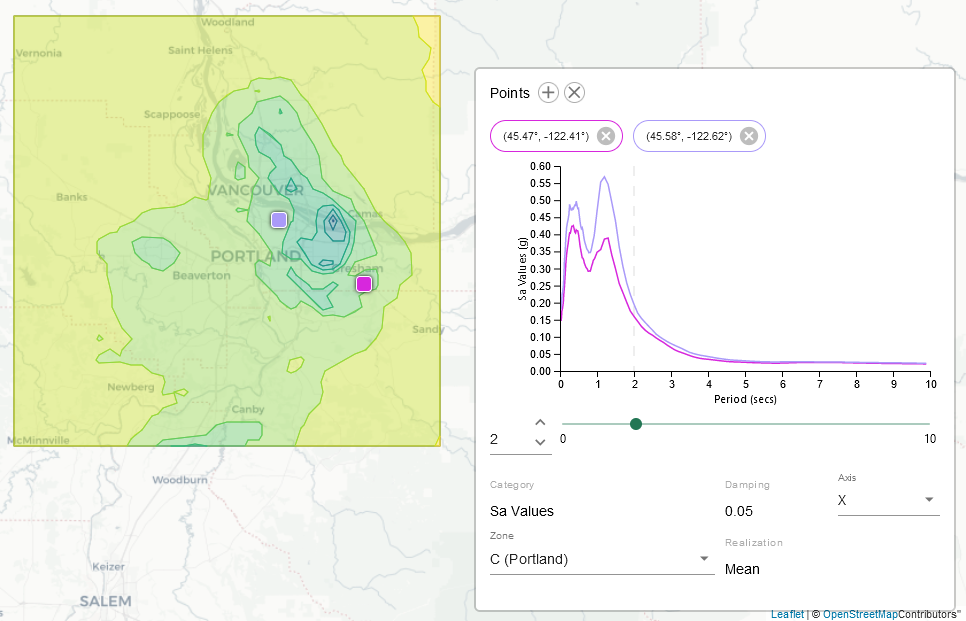 Woodland
Vernonia
Saint Helens
Scappoose
Banks
VANCOUVER
Camas
PORTLAND
Gresham
Beaverton
Sandy
Newberg
Canby
McMinnville
Woodburn
Keizer
SALEM
Points
(45.47°, -122.41°)
(45.58°, -122.62°)
0.60
0.55
0.50
0.45
0.40
0.35
0.30
0.25
0.20
0.15
0.10
0.05
0.00
Sa Values (g)
0 1 2 3 4 5 6 7 8 9 10
Period (secs)
2
0 10
Category
Sa Values
Damping
0.05
Axis
X
Zone
C (Portland)
Realization
Mean
Leaflet | © OpenStreetMapContributors"